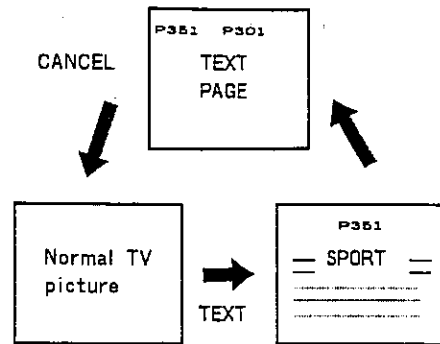 P351 P301
TEXT
PAGE
CANCEL
Normal TV
picture
TEXT
P351
SPORT